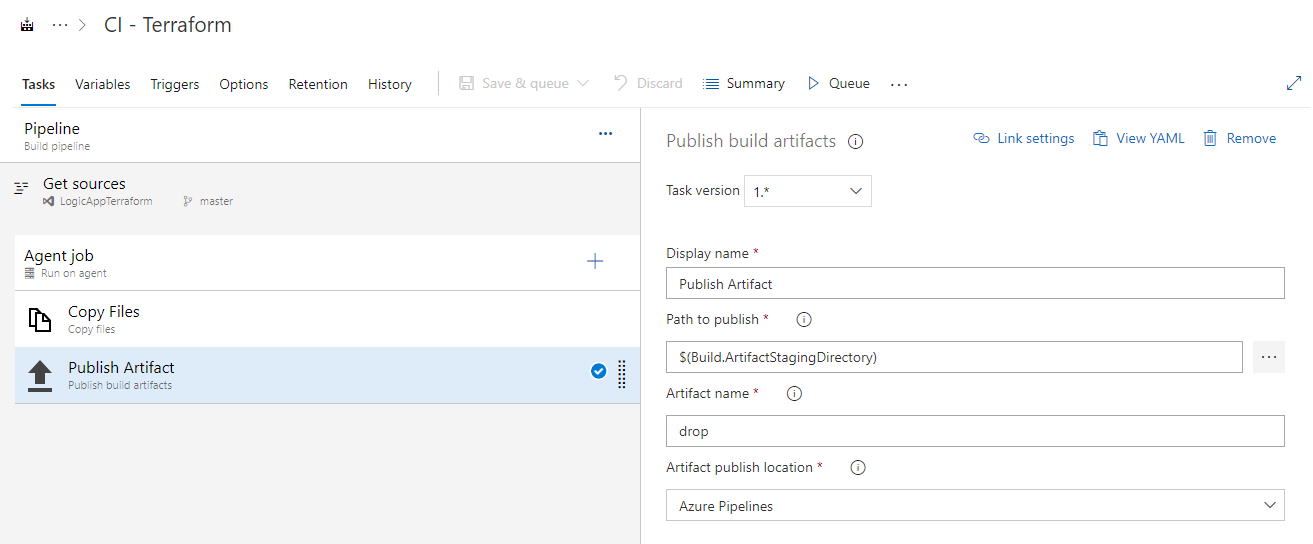 ... > CI - Terraform
Tasks Variables Triggers Options Retention History Save & queue Discard Summary Queue ...
Pipeline
Build pipeline
...
Get sources
LogicAppTerraform master
Agent job
Run on agent
Copy Files
Copy files
Publish Artifact
Publish build artifacts
Publish build artifacts
Link settings View YAML Remove
Task version 1.*
Display name *
Publish Artifact
Path to publish *
$(Build.ArtifactStagingDirectory)
...
Artifact name *
drop
Artifact publish location *
Azure Pipelines